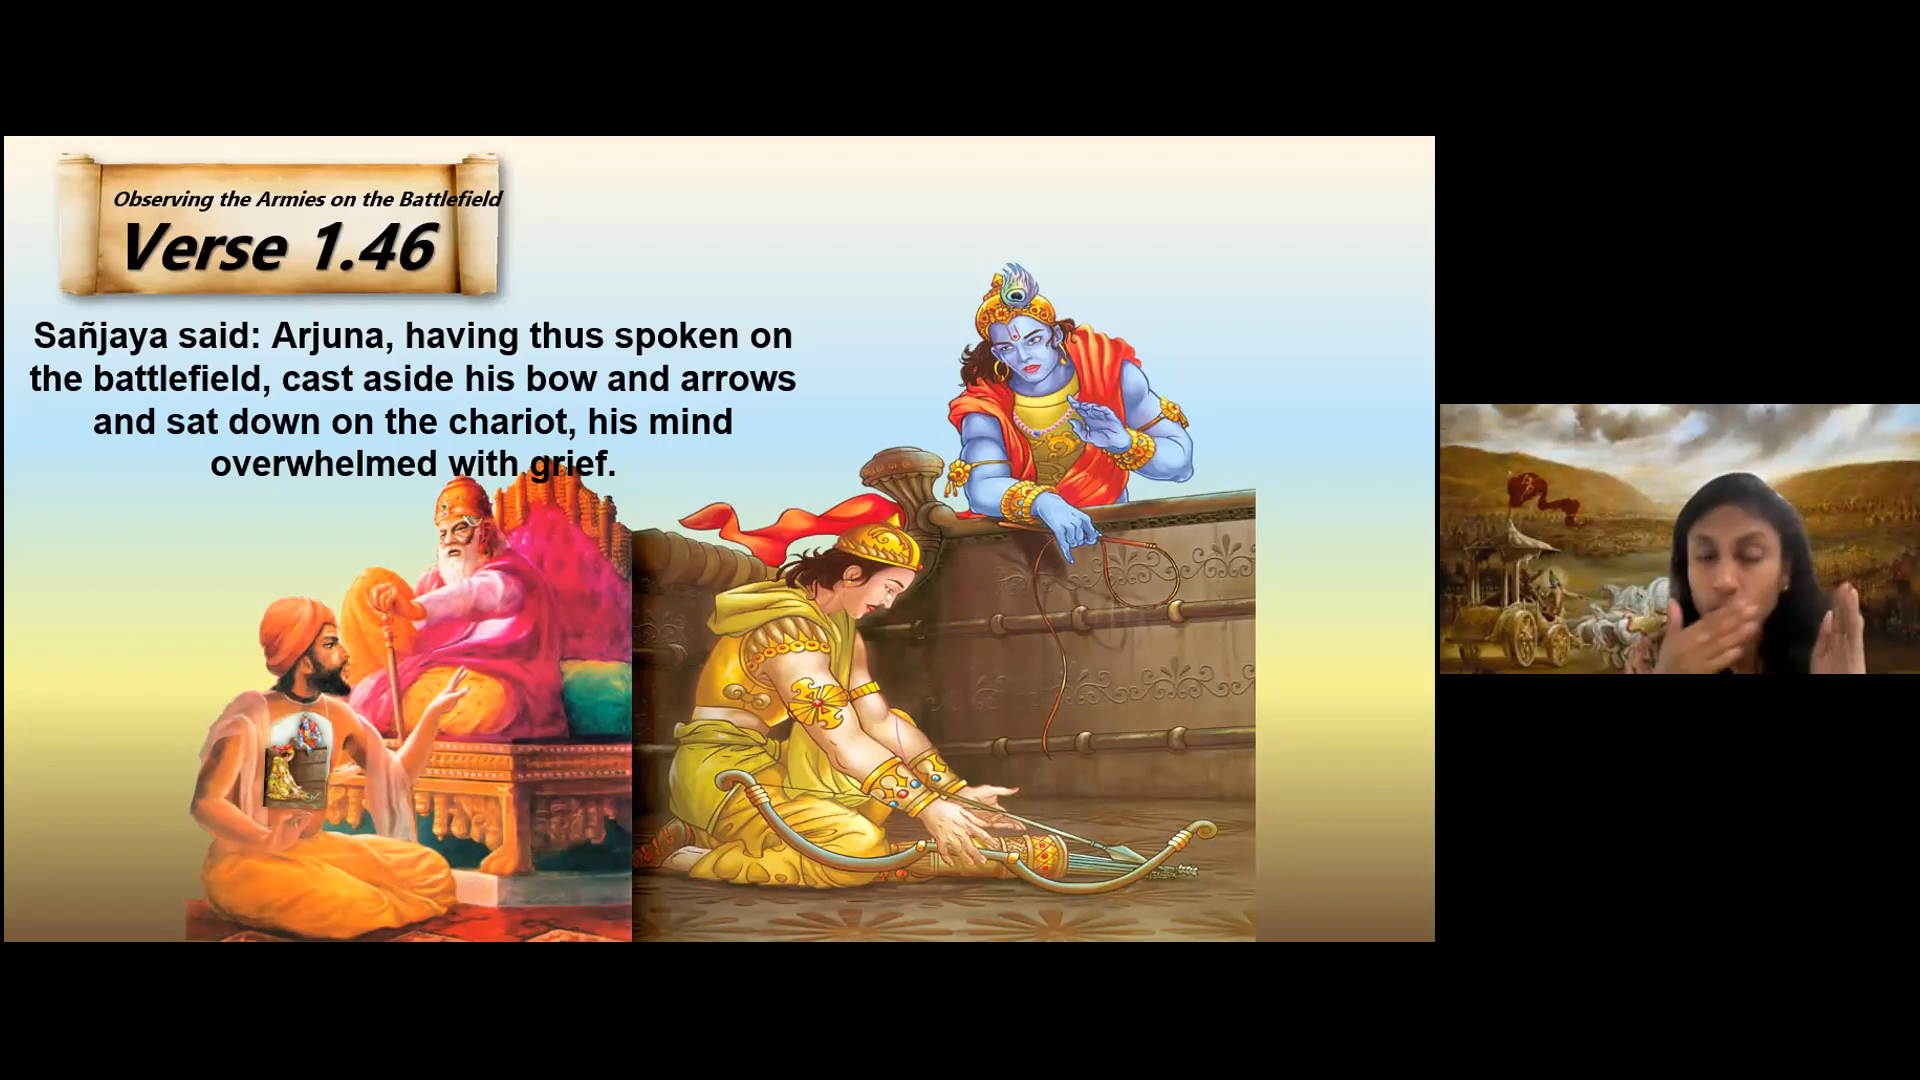 Observing the Armies on the Battlefield
Verse 1.46
Sañjaya said: Arjuna, having thus spoken on
the battlefield, cast aside his bow and arrows
and sat down on the chariot, his mind
overwhelmed with grief.